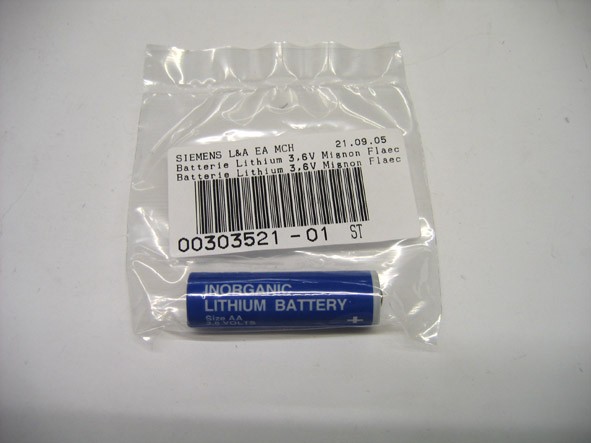 SIEMENS L&A EA MCH 21.09.05
Batterie Lithium 3,6V Mignon Flaec
Batterie Lithium 3,6V Mignon Flaec
00303521-01 ST
INORGANIC
LITHIUM BATTERY
Size AA
3.6 VOLTS
+